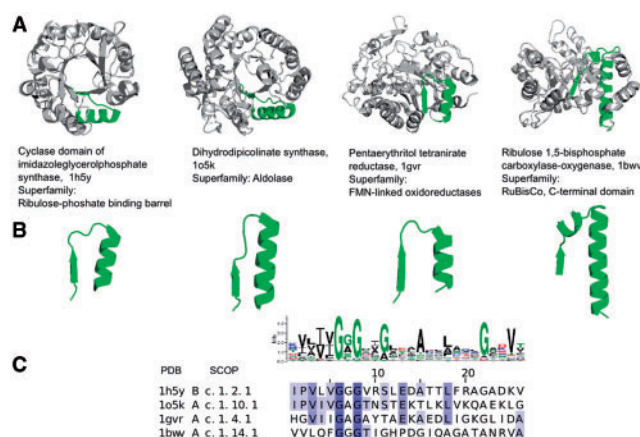 A
Cyclase domain of
imidazoleglycerolphosphate
synthase, 1h5y
Superfamily:
Ribulose-phoshate binding barrel
Dihydrodipicolinate synthase,
1o5k
Superfamily: Aldolase
Pentaerythritol tetranirate
reductase, 1gvr
Superfamily:
FMN-linked oxidoreductases
Ribulose 1,5-bisphosphate
carboxylase-oxygenase, 1bwv
Superfamily:
RuBisCo, C-terminal domain
B
C
PDB SCOP 10 20
1h5y B c. 1. 2. 1 IPVLVGGGVRSLEDATTLFRAGADKV
1o5k A c. 1. 10. 1 IPVIVGAGTNSTEKTLKLVKQAEKLG
1gvr A c. 1. 4. 1 HGVIIGAGAYTAEKAEDLIGKGLIDA
1bwv A c. 1. 14. 1 VVLQFGGGTIGHPDGIQAGATANRVA